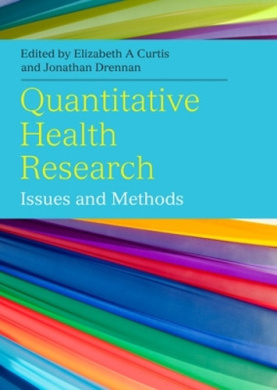 Edited by Elizabeth A Curtis
and Jonathan Drennan
Quantitative
Health
Research
Issues and Methods